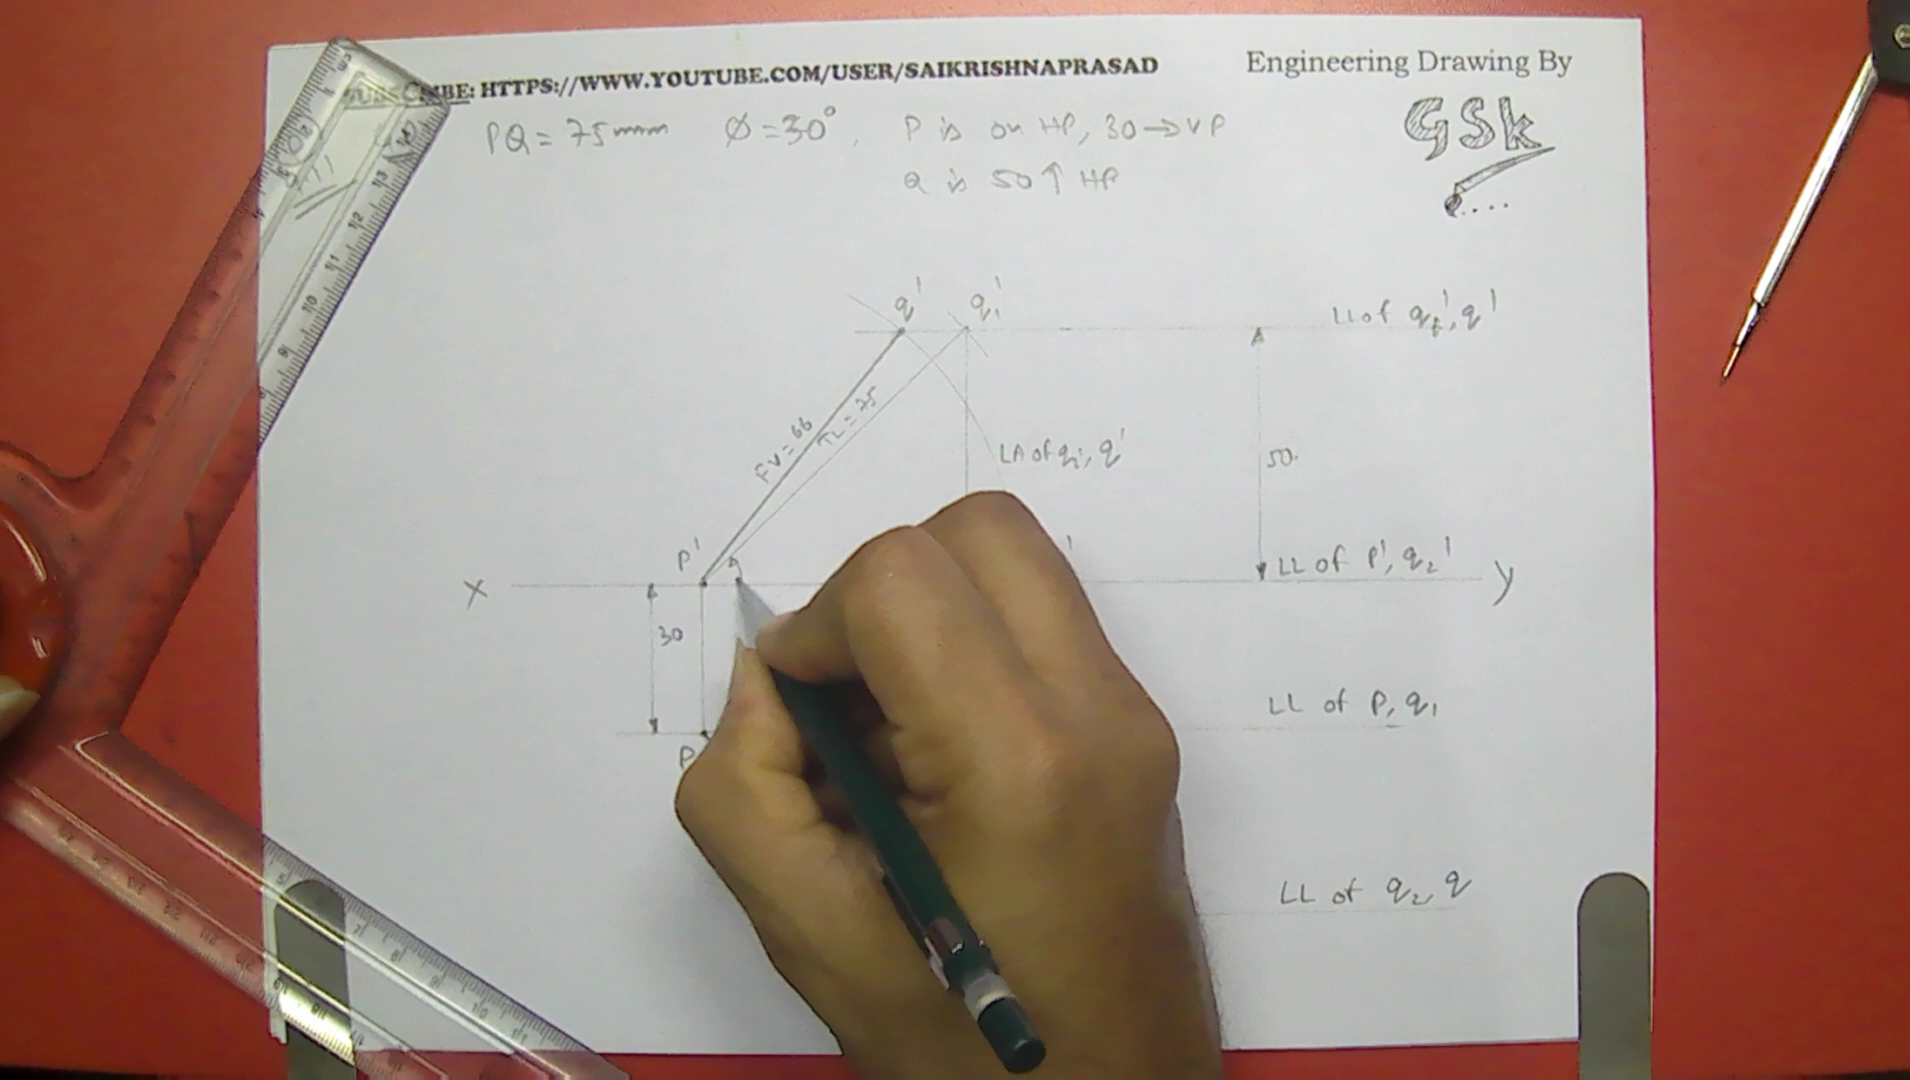 SUBSCRIBE: HTTPS://WWW.YOUTUBE.COM/USER/SAIKRISHNAPRASAD
Engineering Drawing By
GSk
PQ = 75mm Ø = 30°, P is on HP, 30 → VP
Q is 50 ↑ HP
q' q₁'
LL of q₁', q'
FV = 66
TL = 75
LA of q₂', q'
50
P'
LL of P', q₂'
X
Y
30
LL of P, q₁
P
LL of q₂, q